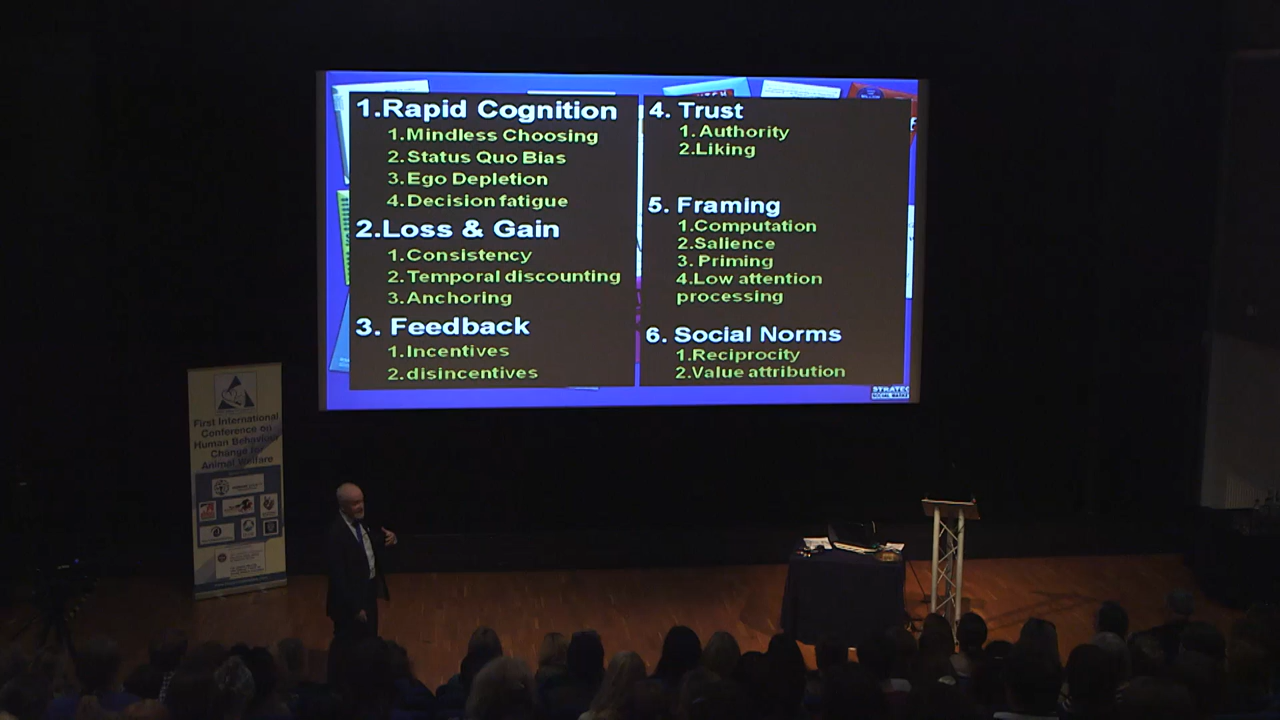 1.Rapid Cognition
1.Mindless Choosing
2.Status Quo Bias
3.Ego Depletion
4.Decision fatigue
2.Loss & Gain
1.Consistency
2.Temporal discounting
3.Anchoring
3. Feedback
1.Incentives
2.disincentives
4. Trust
1.Authority
2.Liking
5. Framing
1.Computation
2.Salience
3. Priming
4.Low attention
processing
6. Social Norms
1.Reciprocity
2.Value attribution
First International
Conference on
Human Behaviour
Change for
Animal Welfare